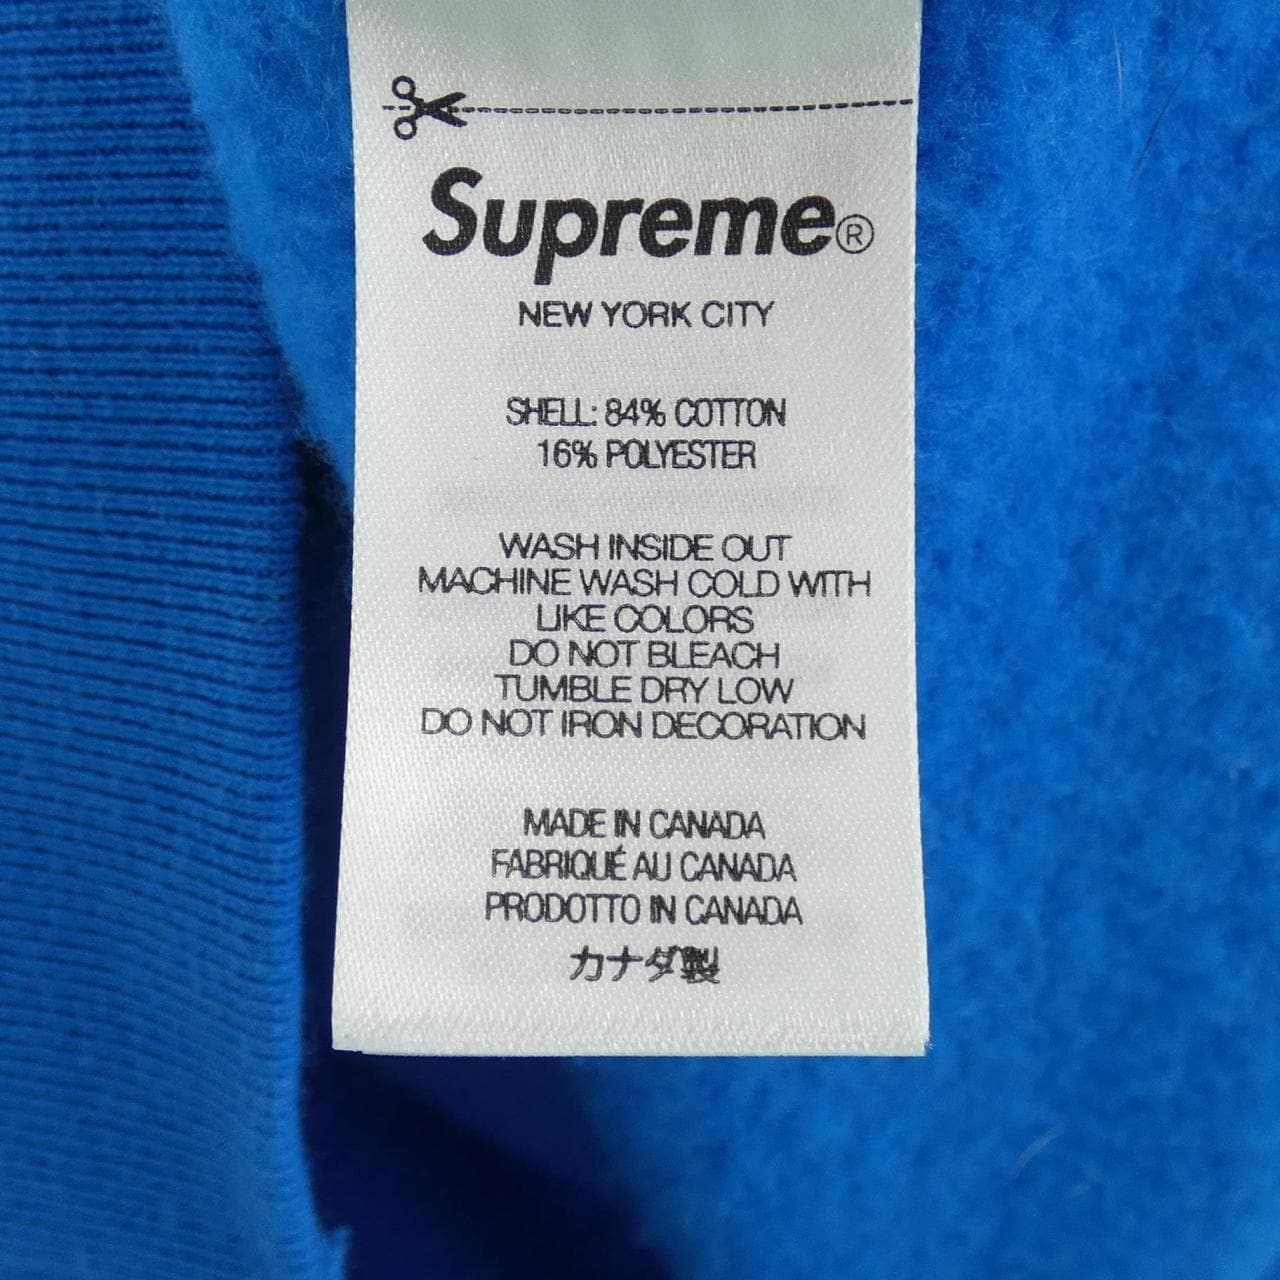 Supreme®
NEW YORK CITY
SHELL: 84% COTTON
16% POLYESTER
WASH INSIDE OUT
MACHINE WASH COLD WITH
LIKE COLORS
DO NOT BLEACH
TUMBLE DRY LOW
DO NOT IRON DECORATION
MADE IN CANADA
FABRIQUÉ AU CANADA
PRODOTTO IN CANADA
カナダ製